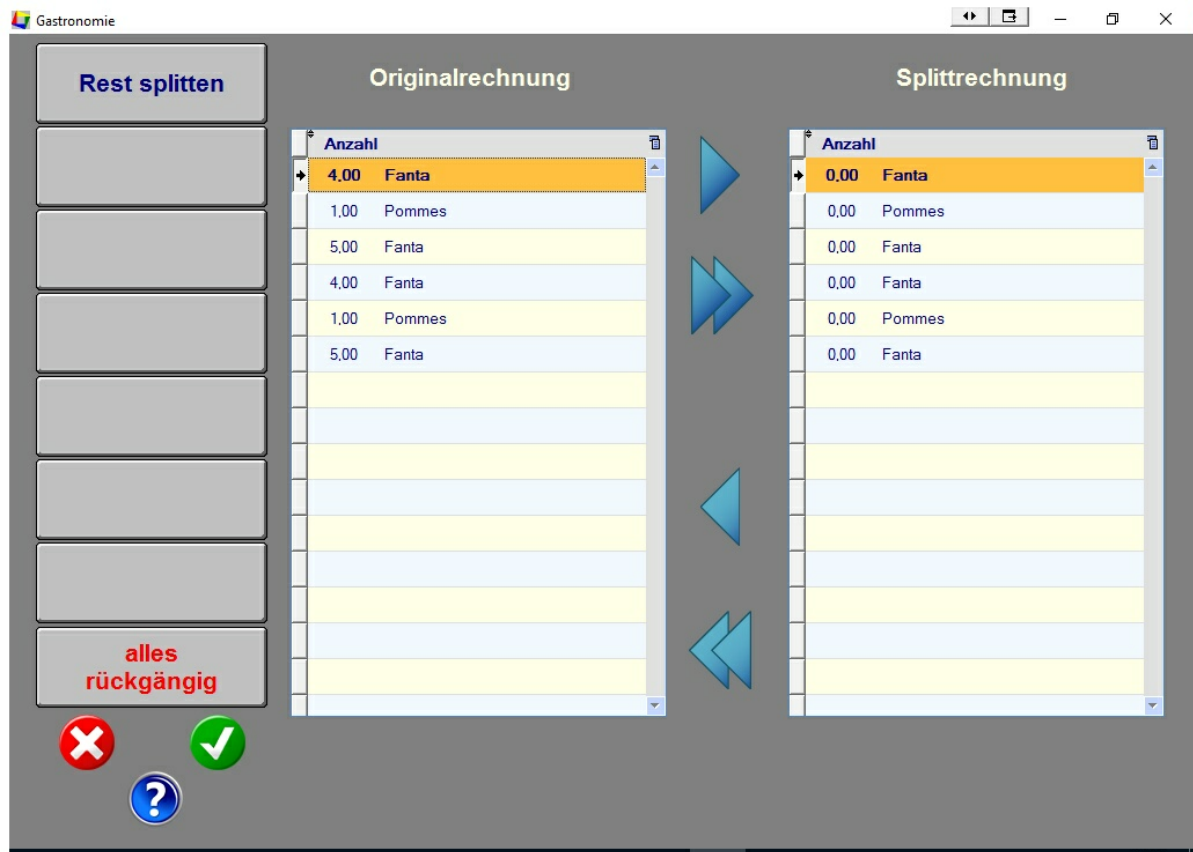 Gastronomie
Rest splitten
alles
rückgängig
Originalrechnung
Anzahl
4,00 Fanta
1,00 Pommes
5,00 Fanta
4,00 Fanta
1,00 Pommes
5,00 Fanta
Splittrechnung
Anzahl
0,00 Fanta
0,00 Pommes
0,00 Fanta
0,00 Fanta
0,00 Pommes
0,00 Fanta